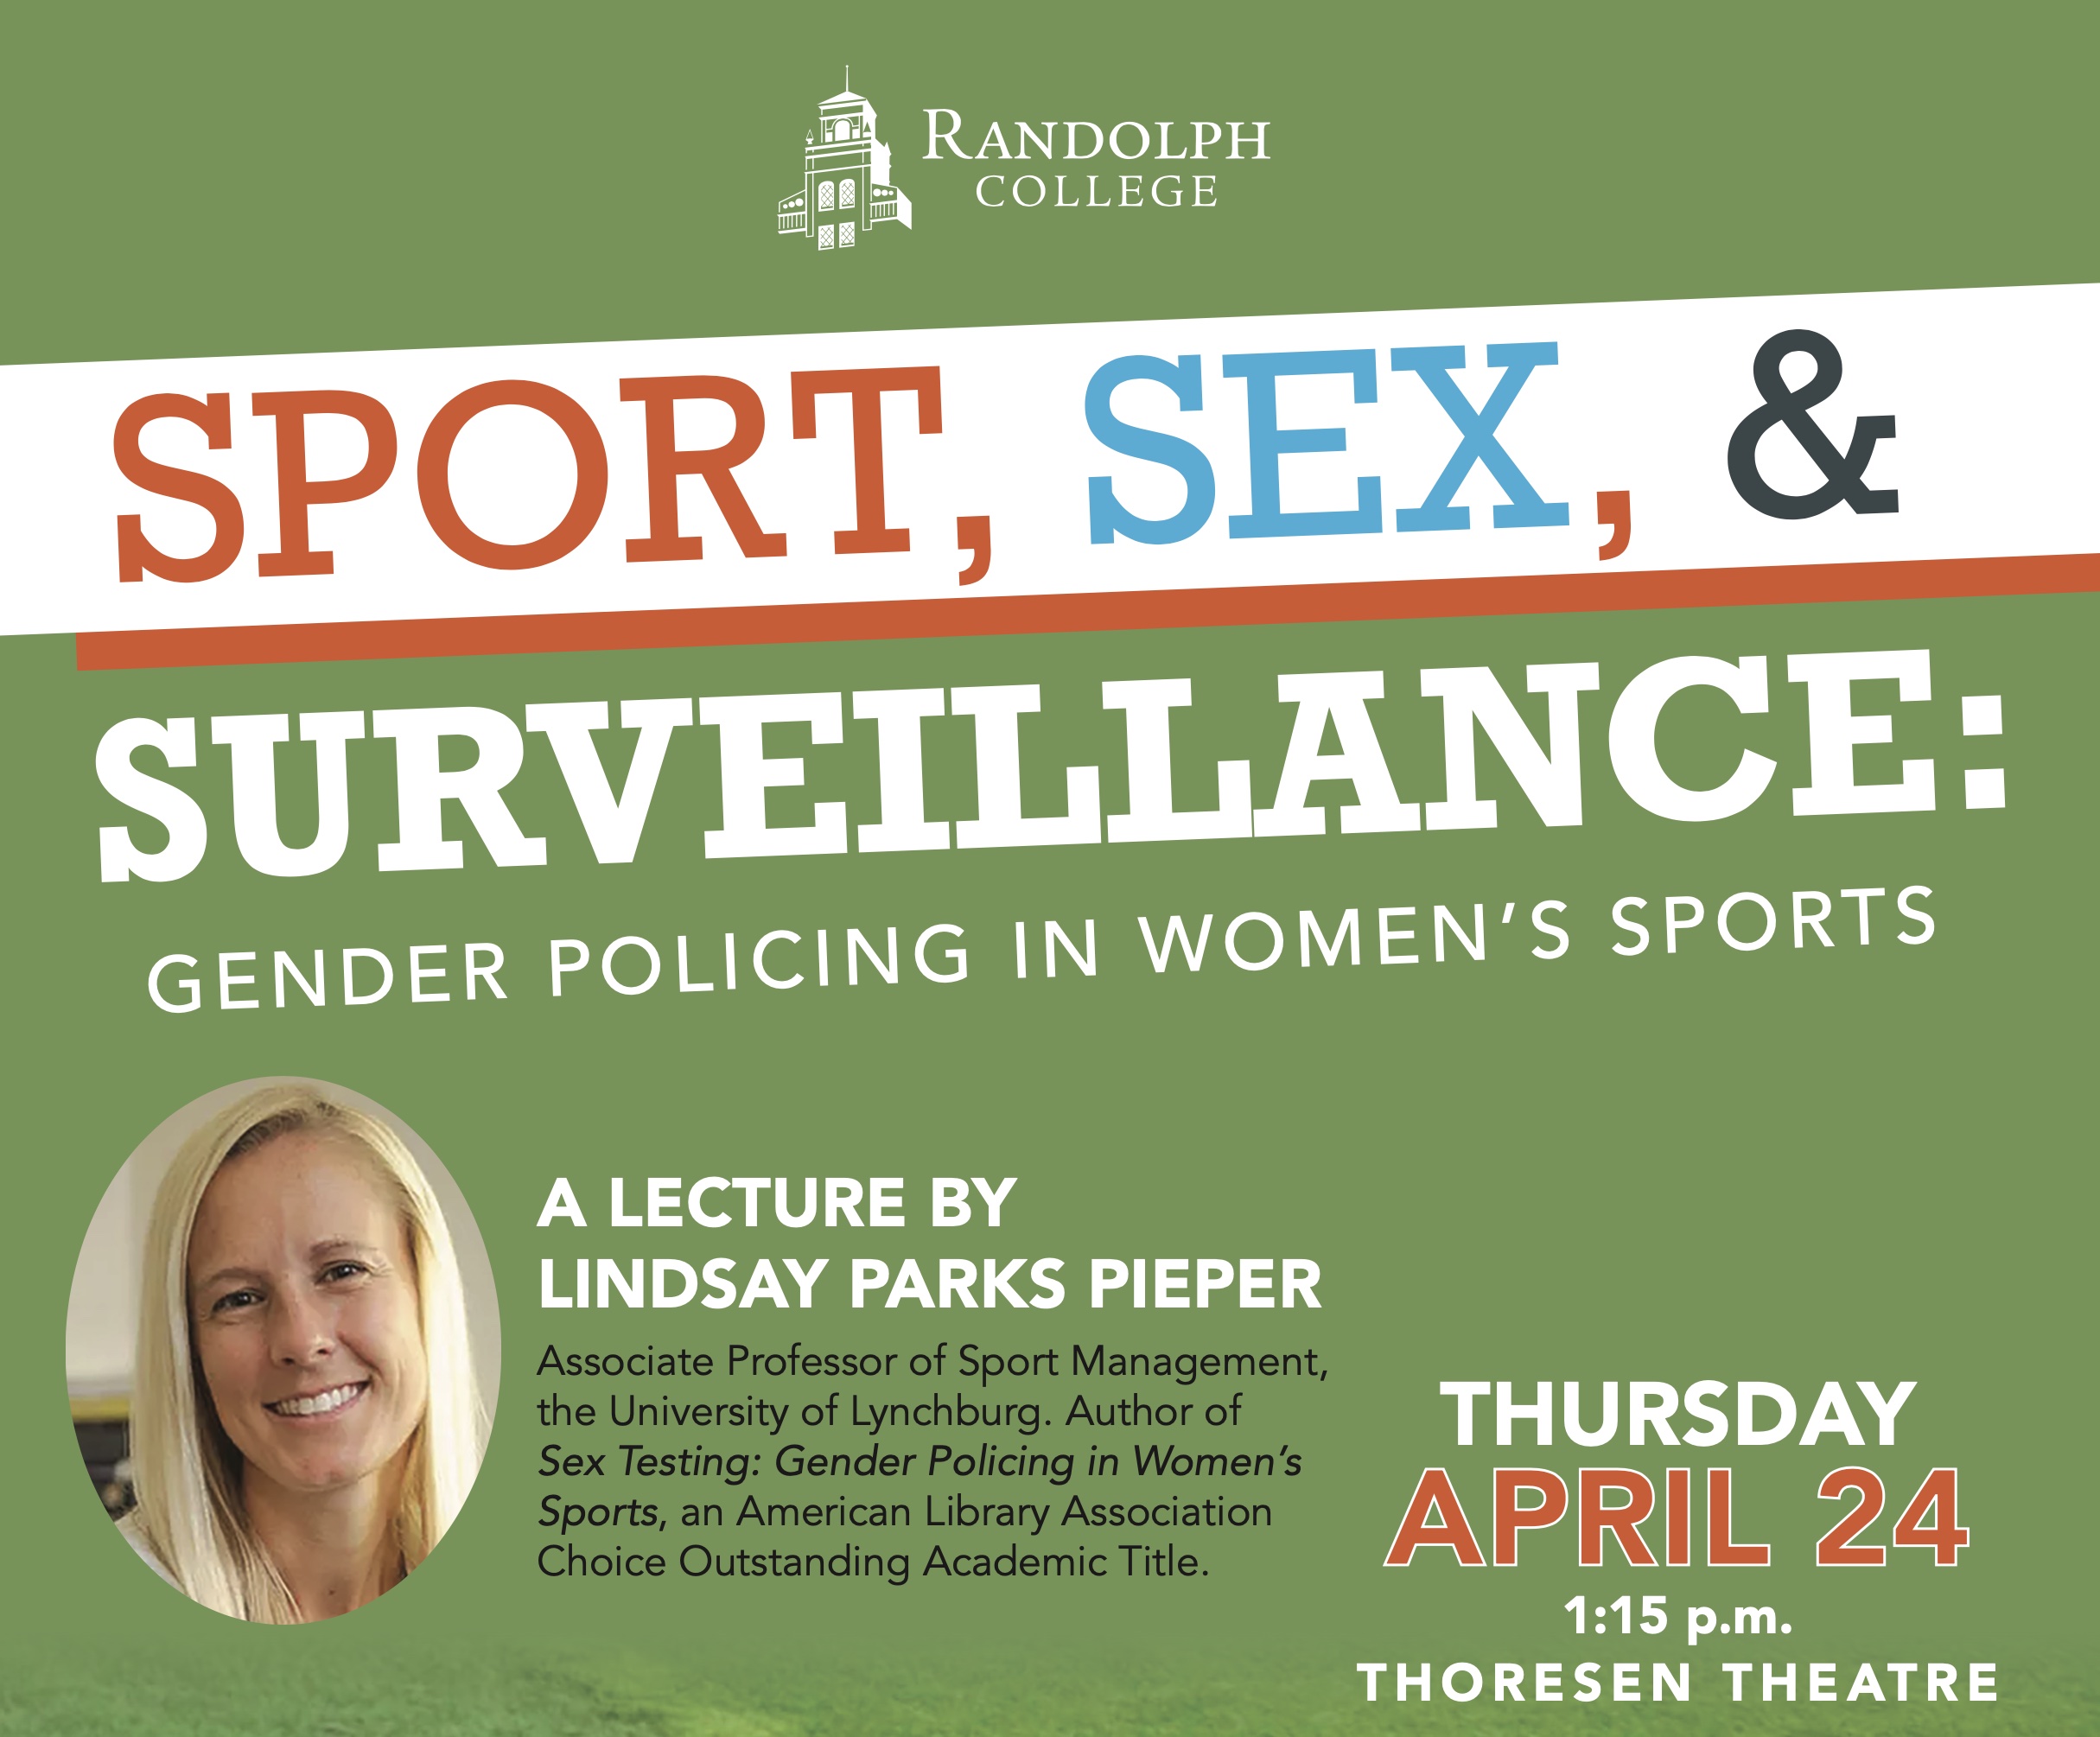 RANDOLPH
COLLEGE
SPORT, SEX, &
SURVEILLANCE:
GENDER POLICING IN WOMEN'S SPORTS
A LECTURE BY
LINDSAY PARKS PIEPER
Associate Professor of Sport Management,
the University of Lynchburg. Author of
Sex Testing: Gender Policing in Women's
Sports, an American Library Association
Choice Outstanding Academic Title.
THURSDAY
APRIL 24
1:15 p.m.
THORESEN THEATRE